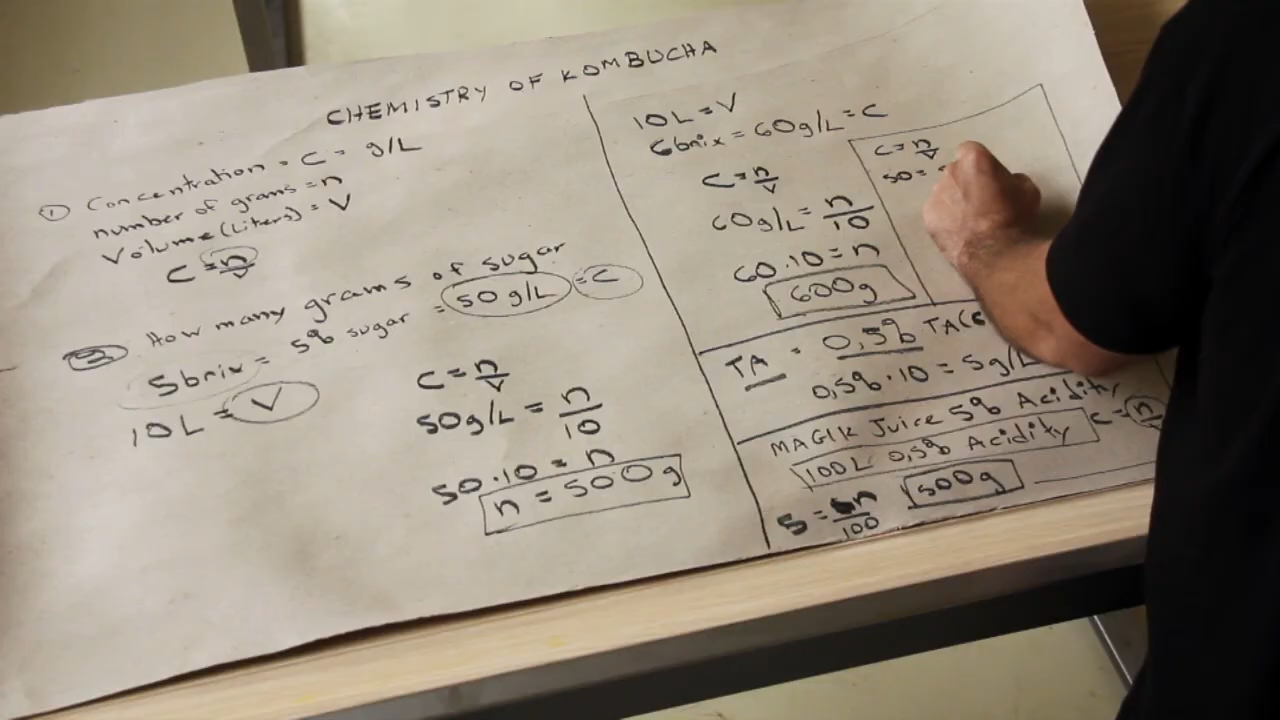 CHEMISTRY OF KOMBUCHA
① Concentration = C = g/L
number of grams = n
Volume (Liters) = V
C = n/V
② How many grams of sugar
5brix = 5% sugar = 50g/L = C
10L = V
C = n/V
50g/L = n/10
50.10 = n
n = 500g
10L = V
6brix = 60g/L = C
C = n/V
60g/L = n/10
60.10 = n
600g
C = n/V
50 =
TA = 0,5% TA
0,5%.10 = 5g/L
MAGIK Juice 5% Acidity
100L 0,5% Acidity
C = n
5 = n/100
500g